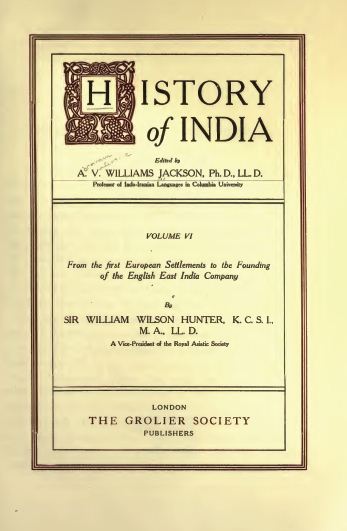 HISTORY
of INDIA
Edited by
A. V. WILLIAMS JACKSON, Ph. D., LL. D.
Professor of Indo-Iranian Languages in Columbia University
VOLUME VI
From the first European Settlements to the Founding
of the English East India Company
By
SIR WILLIAM WILSON HUNTER, K. C. S. I.,
M. A., LL. D.
A Vice-President of the Royal Asiatic Society
LONDON
THE GROLIER SOCIETY
PUBLISHERS